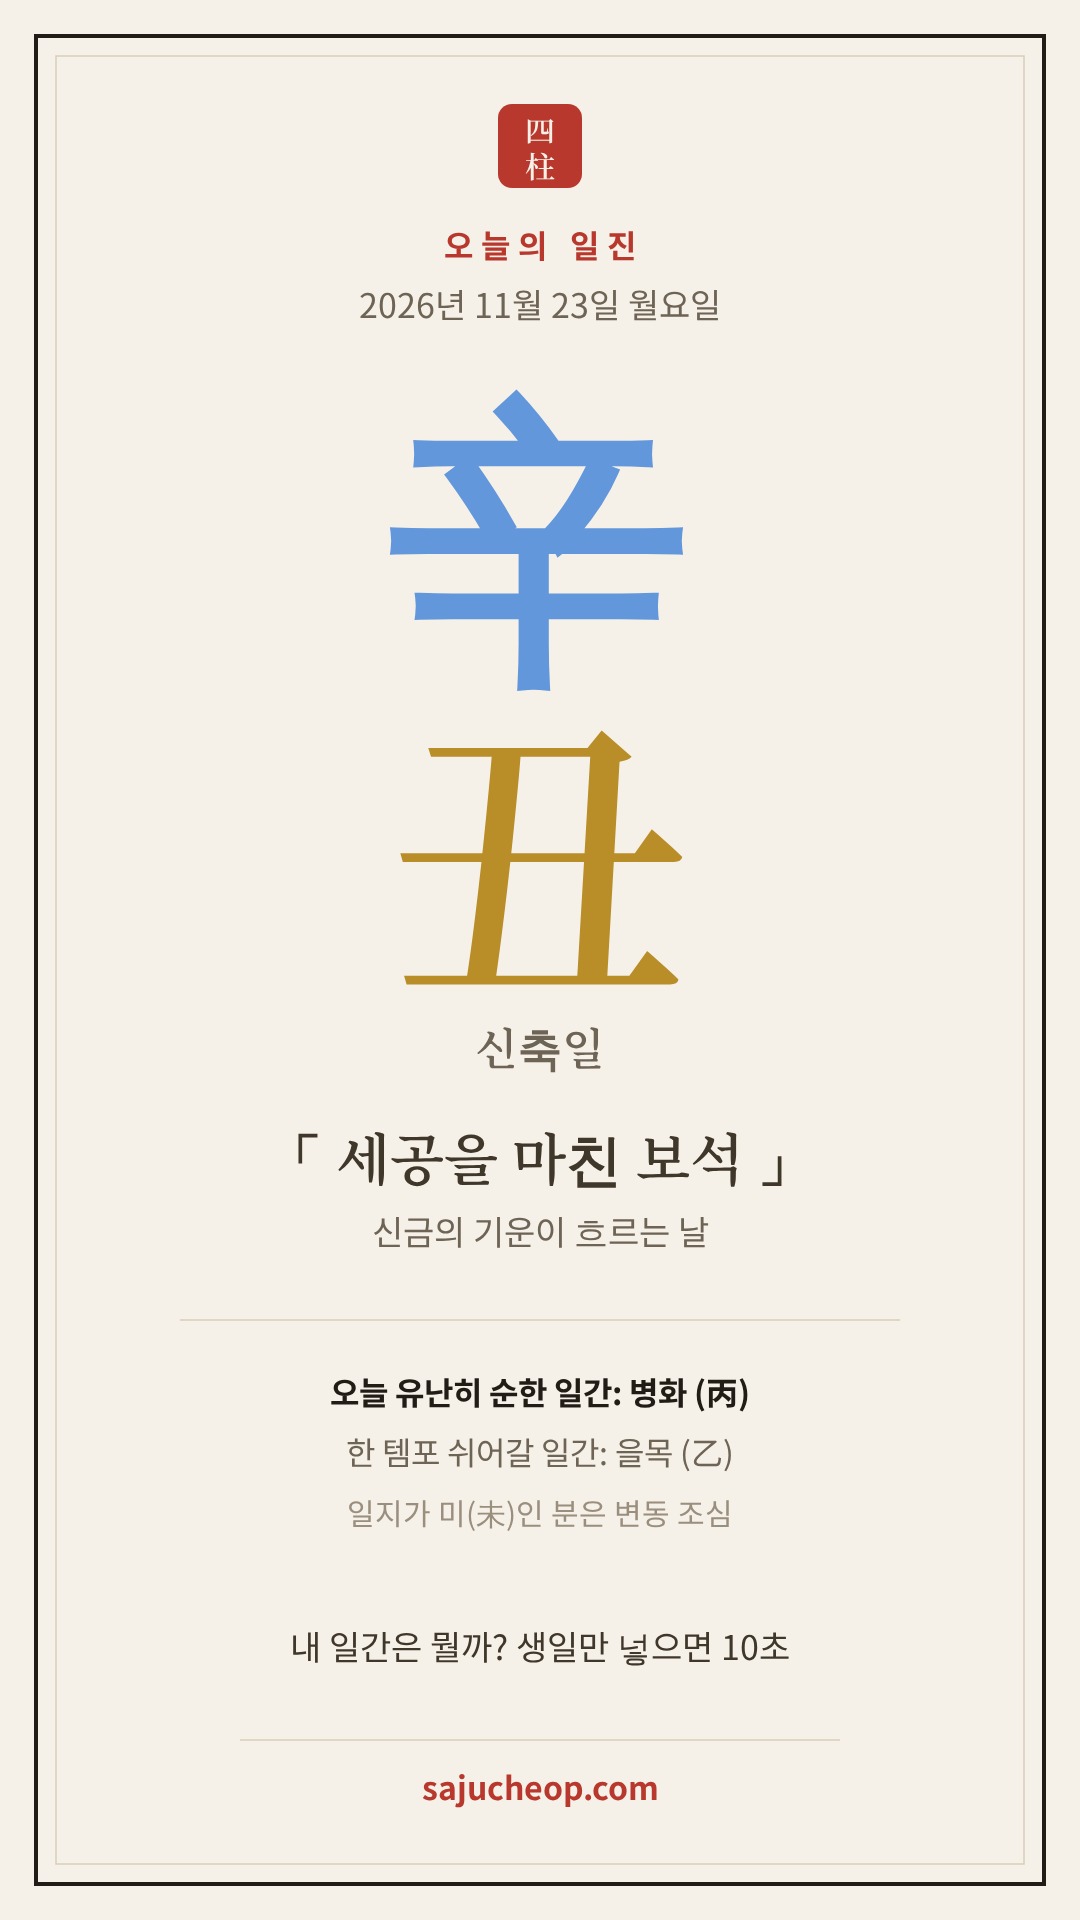 四
柱
오늘의 일진
2026년 11월 23일 월요일
辛
丑
신축일
「 세공을 마친 보석 」
신금의 기운이 흐르는 날
오늘 유난히 순한 일간: 병화 (丙)
한 템포 쉬어갈 일간: 을목 (乙)
일지가 미(未)인 분은 변동 조심
내 일간은 뭘까? 생일만 넣으면 10초
sajucheop.com